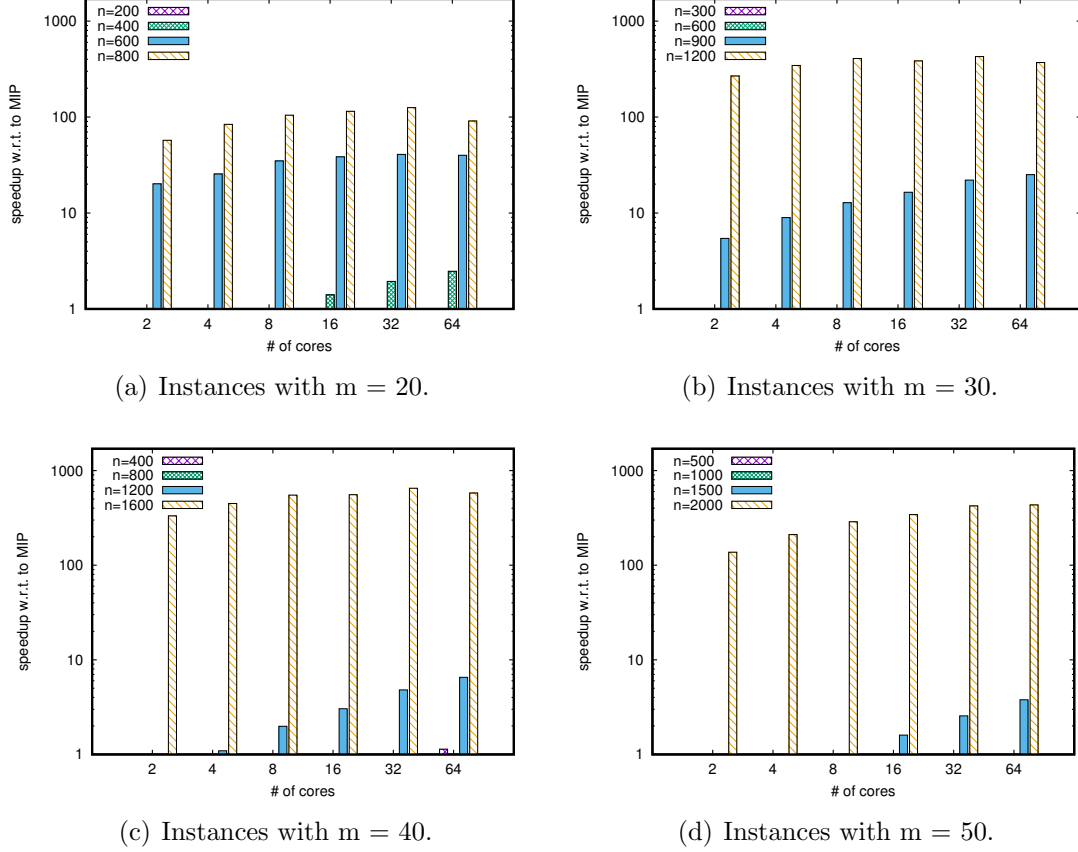 1000
100
10
1
2
4
8
16
32
64
speedup w.r.t. to MIP
# of cores
n=200
n=400
n=600
n=800
(a) Instances with m = 20.
1000
100
10
1
2
4
8
16
32
64
speedup w.r.t. to MIP
# of cores
n=300
n=600
n=900
n=1200
(b) Instances with m = 30.
1000
100
10
1
2
4
8
16
32
64
speedup w.r.t. to MIP
# of cores
n=400
n=800
n=1200
n=1600
(c) Instances with m = 40.
1000
100
10
1
2
4
8
16
32
64
speedup w.r.t. to MIP
# of cores
n=500
n=1000
n=1500
n=2000
(d) Instances with m = 50.